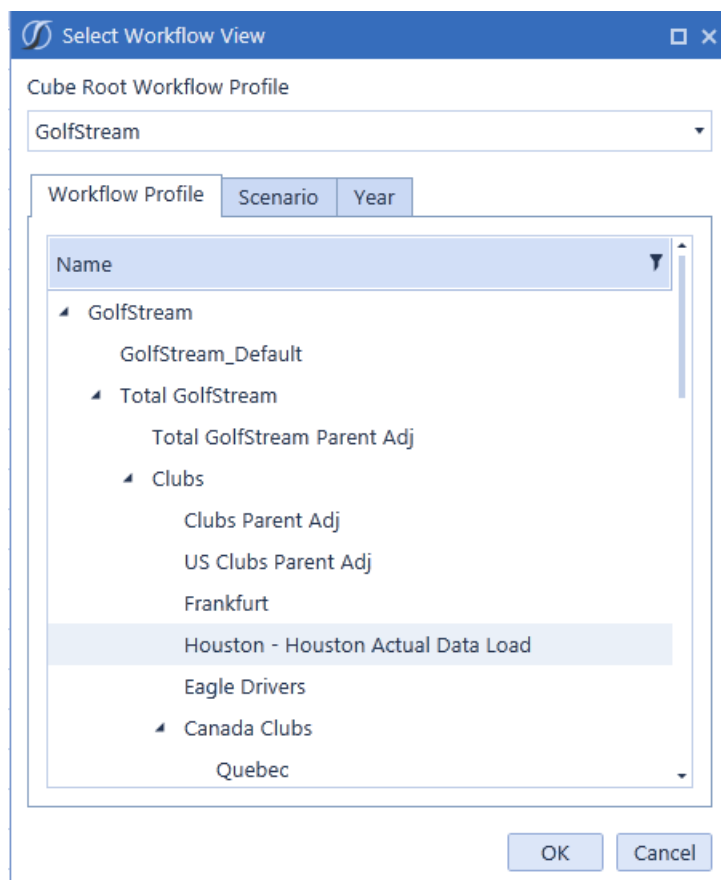 Select Workflow View
Cube Root Workflow Profile
GolfStream
Workflow Profile Scenario Year
Name
GolfStream
GolfStream_Default
Total GolfStream
Total GolfStream Parent Adj
Clubs
Clubs Parent Adj
US Clubs Parent Adj
Frankfurt
Houston - Houston Actual Data Load
Eagle Drivers
Canada Clubs
Quebec
OK Cancel